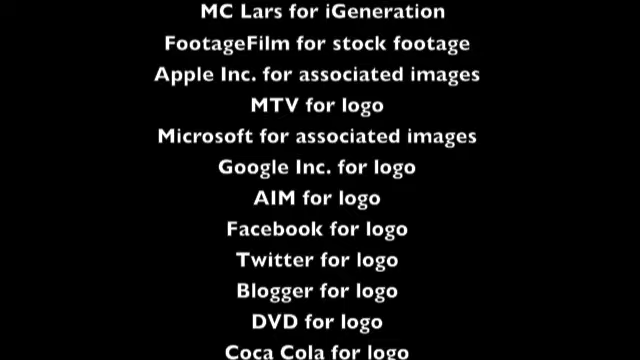 MC Lars for iGeneration
FootageFilm for stock footage
Apple Inc. for associated images
MTV for logo
Microsoft for associated images
Google Inc. for logo
AIM for logo
Facebook for logo
Twitter for logo
Blogger for logo
DVD for logo
Coca Cola for logo